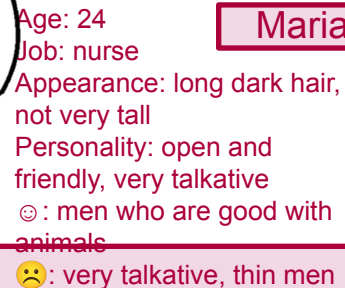 Age: 24
Maria
Job: nurse
Appearance: long dark hair,
not very tall
Personality: open and
friendly, very talkative
☺: men who are good with
animals
☹: very talkative, thin men